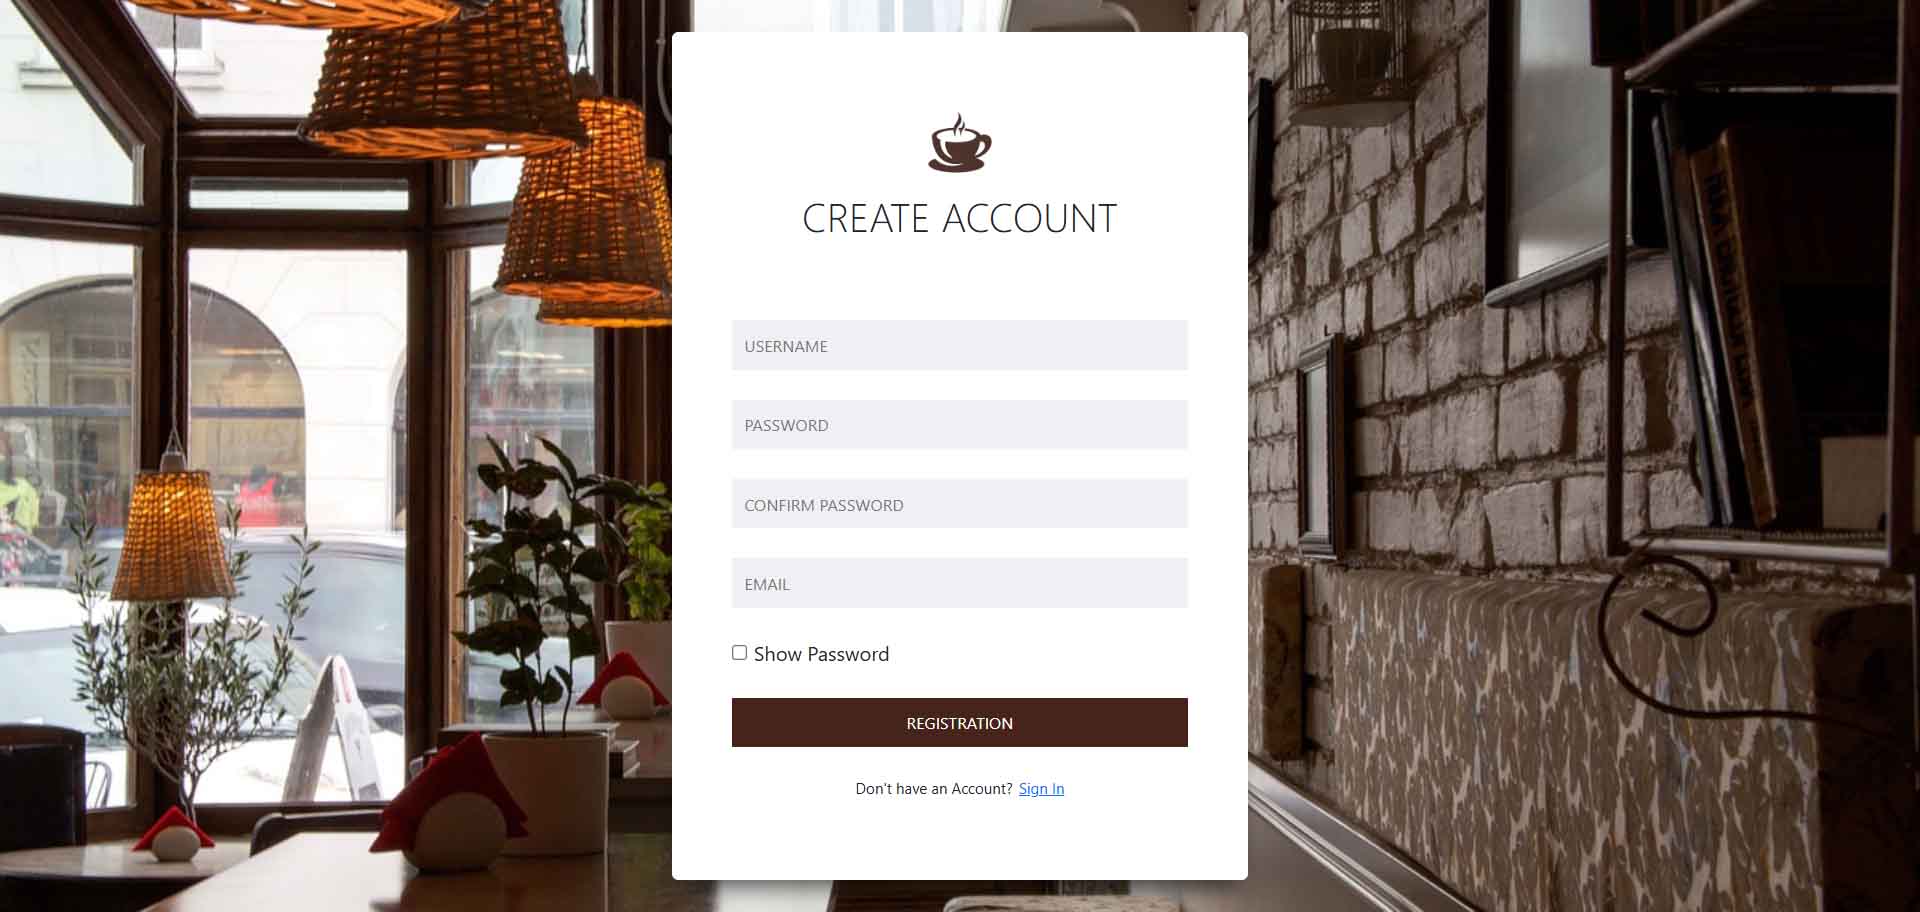 CREATE ACCOUNT
USERNAME
PASSWORD
CONFIRM PASSWORD
EMAIL
Show Password
REGISTRATION
Don't have an Account? Sign In